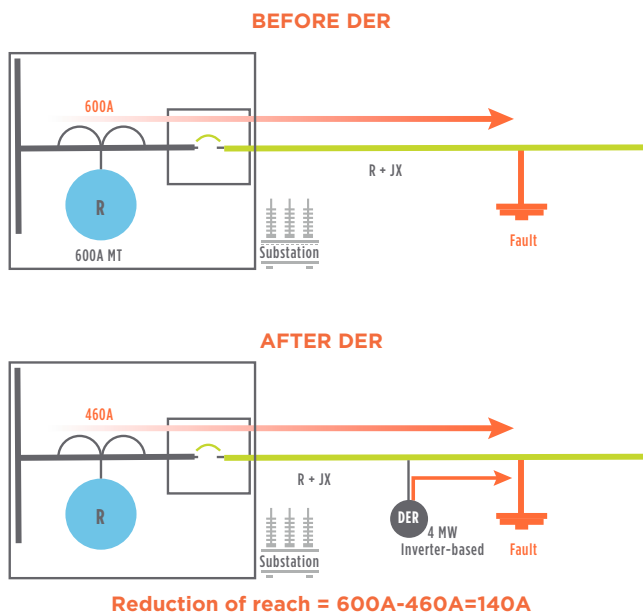 BEFORE DER
600A
R + JX
R
600A MT
Substation
Fault
AFTER DER
460A
R + JX
R
DER
4 MW
Inverter-based
Substation
Fault
Reduction of reach = 600A-460A=140A